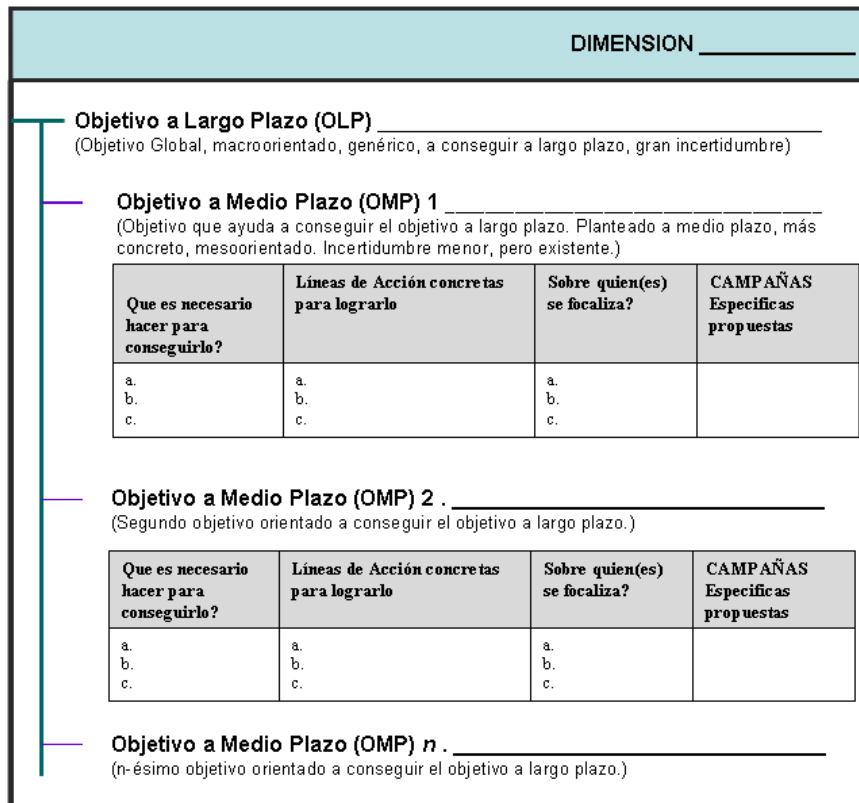 DIMENSION ____________
Objetivo a Largo Plazo (OLP) ____________________________________
(Objetivo Global, macroorientado, genérico, a conseguir a largo plazo, gran incertidumbre)
Objetivo a Medio Plazo (OMP) 1 ______________________________
(Objetivo que ayuda a conseguir el objetivo a largo plazo. Planteado a medio plazo, más
concreto, mesoorientado. Incertidumbre menor, pero existente.)
Que es necesario
hacer para
conseguirlo?
Líneas de Acción concretas
para lograrlo
Sobre quien(es)
se focaliza?
CAMPAÑAS
Especificas
propuestas
a.
b.
c.
a.
b.
c.
a.
b.
c.
Objetivo a Medio Plazo (OMP) 2 . ______________________________
(Segundo objetivo orientado a conseguir el objetivo a largo plazo.)
Que es necesario
hacer para
conseguirlo?
Líneas de Acción concretas
para lograrlo
Sobre quien(es)
se focaliza?
CAMPAÑAS
Especificas
propuestas
a.
b.
c.
a.
b.
c.
a.
b.
c.
Objetivo a Medio Plazo (OMP) n . ______________________________
(n-ésimo objetivo orientado a conseguir el objetivo a largo plazo.)